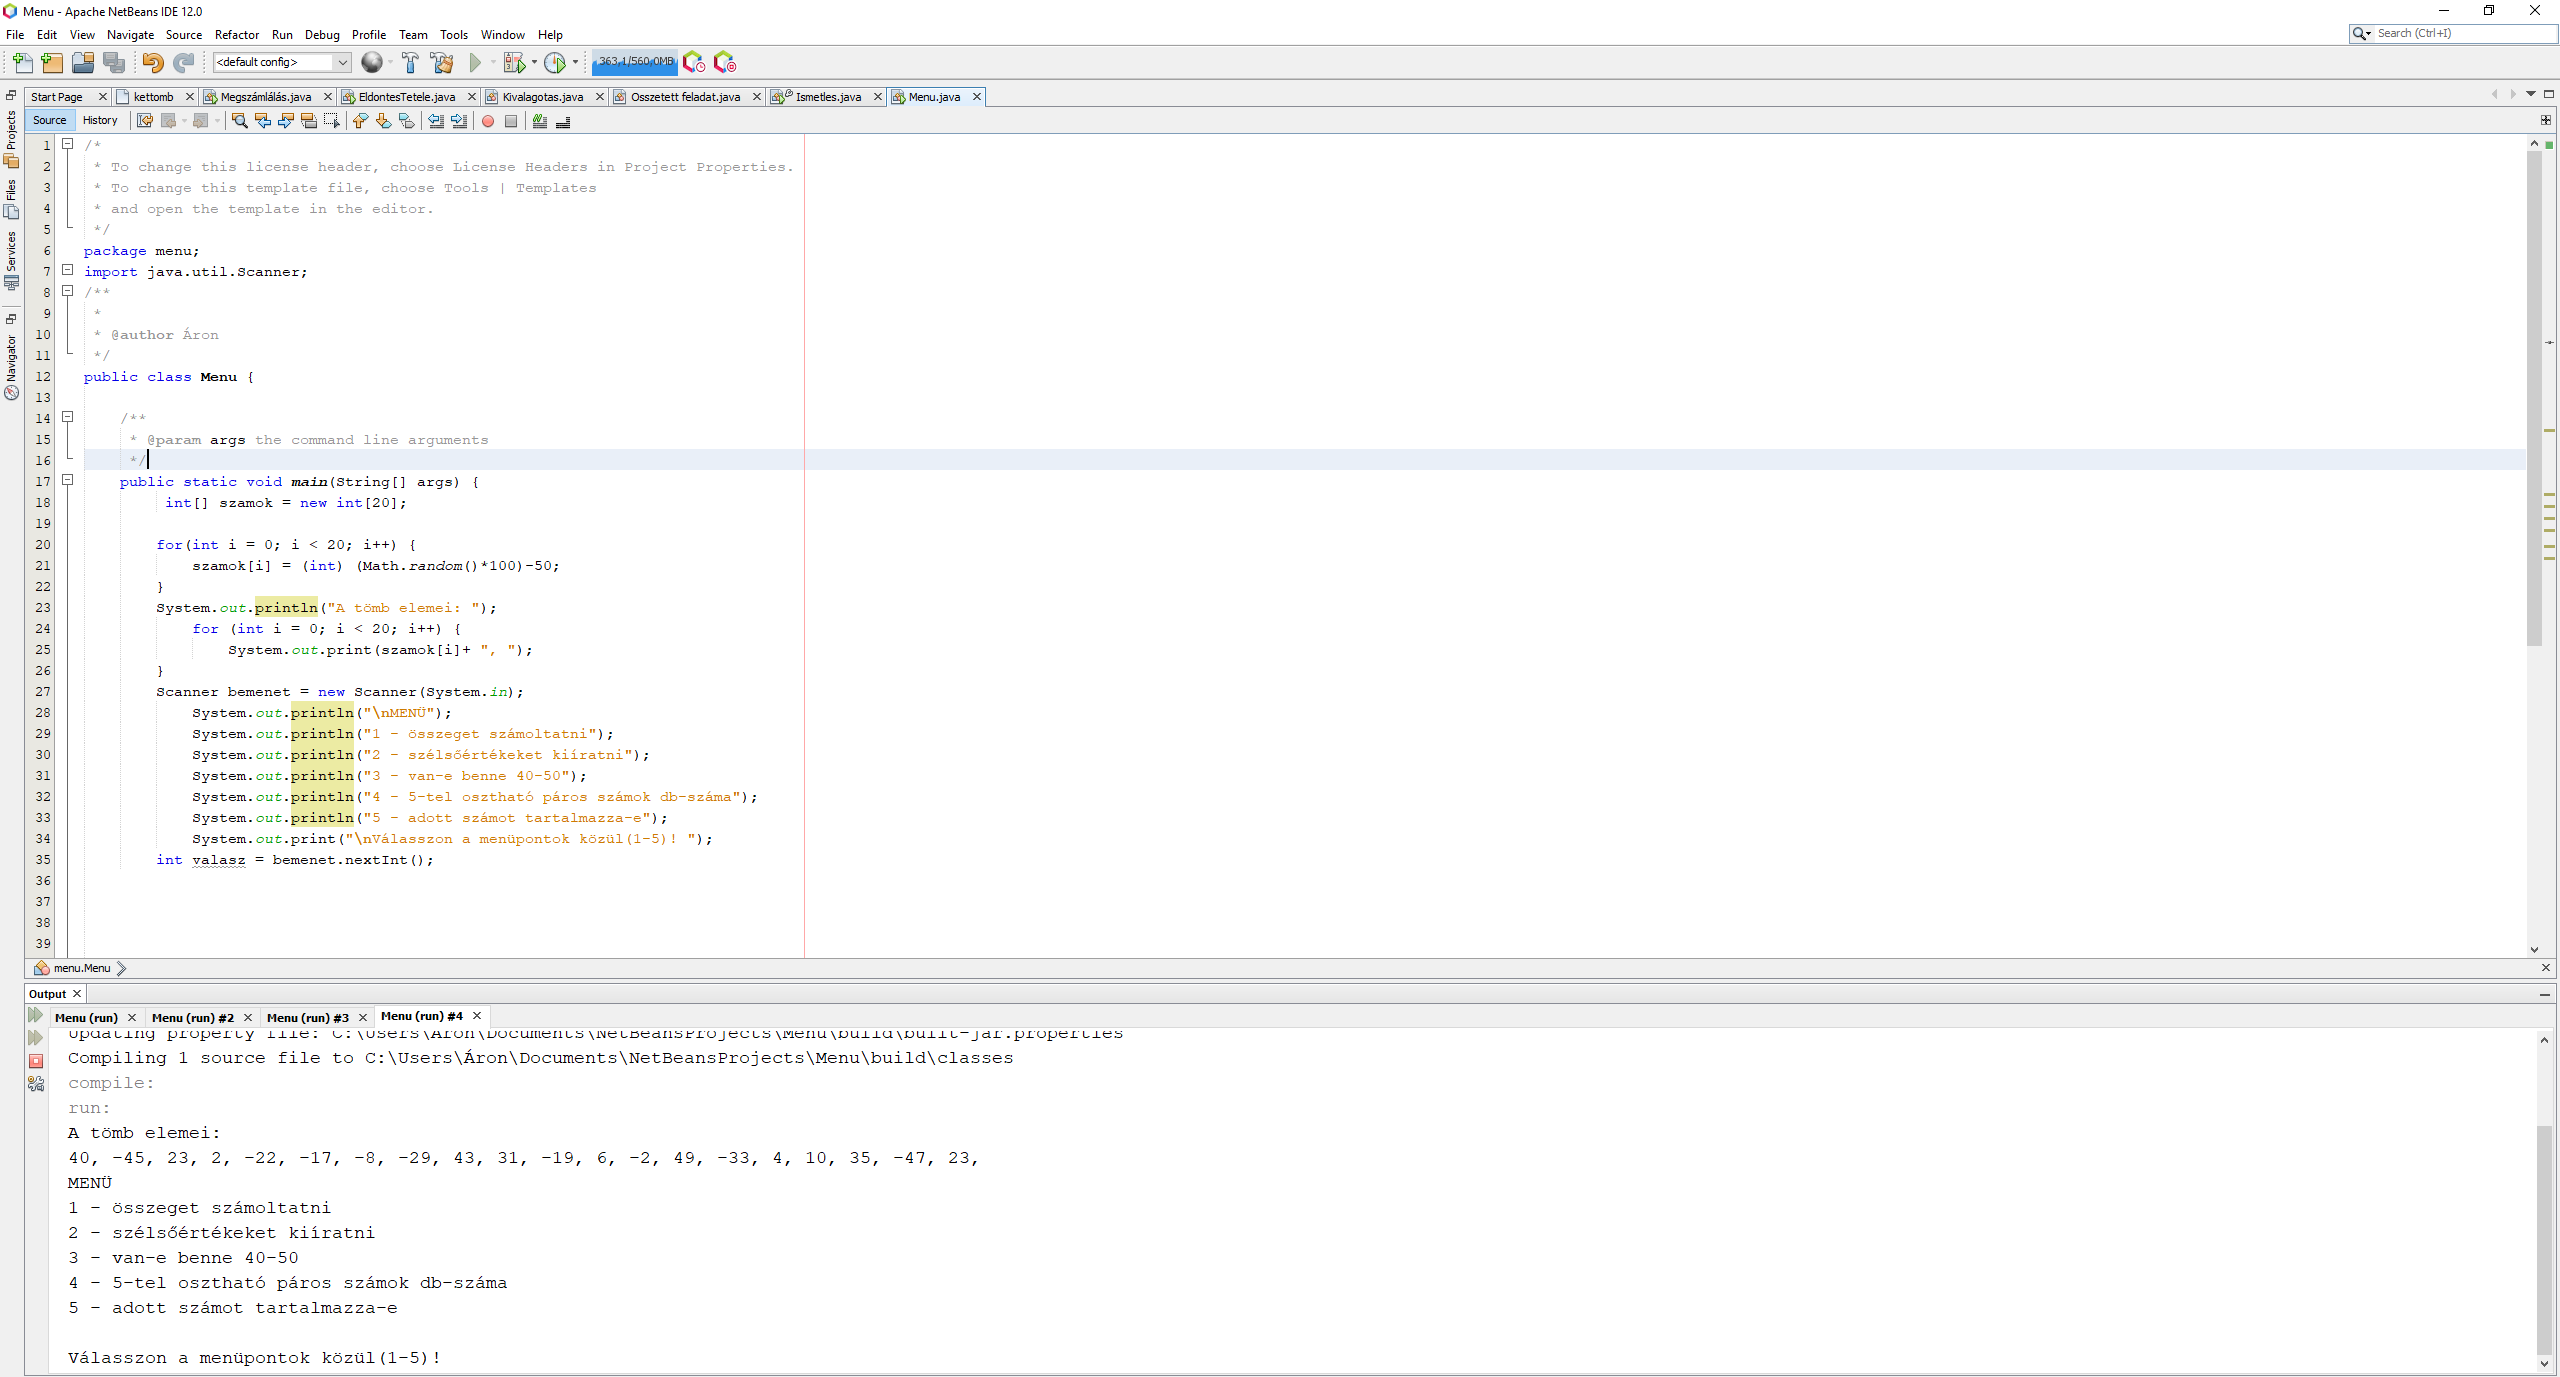 Menu - Apache NetBeans IDE 12.0
File Edit View Navigate Source Refactor Run Debug Profile Team Tools Window Help
Search (Ctrl+I)
<default config>
363,1/560,0MB
Start Page kettomb Megszámlálás.java EldontesTetele.java Kivalagotas.java Osszetett feladat.java Ismetles.java Menu.java
Source History
Projects
Files
Services
Navigator
1 /*
2 * To change this license header, choose License Headers in Project Properties.
3 * To change this template file, choose Tools | Templates
4 * and open the template in the editor.
5 */
6 package menu;
7 import java.util.Scanner;
8 /**
9 *
10 * @author Áron
11 */
12 public class Menu {
13
14 /**
15 * @param args the command line arguments
16 */
17 public static void main(String[] args) {
18 int[] szamok = new int[20];
19
20 for(int i = 0; i < 20; i++) {
21 szamok[i] = (int) (Math.random()*100)-50;
22 }
23 System.out.println("A tömb elemei: ");
24 for (int i = 0; i < 20; i++) {
25 System.out.print(szamok[i]+ ", ");
26 }
27 Scanner bemenet = new Scanner(System.in);
28 System.out.println("\nMENÜ");
29 System.out.println("1 - összeget számoltatni");
30 System.out.println("2 - szélsőértékeket kiíratni");
31 System.out.println("3 - van-e benne 40-50");
32 System.out.println("4 - 5-tel osztható páros számok db-száma");
33 System.out.println("5 - adott számot tartalmazza-e");
34 System.out.print("\nVálasszon a menüpontok közül(1-5)! ");
35 int valasz = bemenet.nextInt();
36
37
38
39
menu.Menu
Output
Menu (run) Menu (run) #2 Menu (run) #3 Menu (run) #4
Updating property file: C:\Users\Áron\Documents\NetBeansProjects\Menu\build\built-jar.properties
Compiling 1 source file to C:\Users\Áron\Documents\NetBeansProjects\Menu\build\classes
compile:
run:
A tömb elemei:
40, -45, 23, 2, -22, -17, -8, -29, 43, 31, -19, 6, -2, 49, -33, 4, 10, 35, -47, 23,
MENÜ
1 - összeget számoltatni
2 - szélsőértékeket kiíratni
3 - van-e benne 40-50
4 - 5-tel osztható páros számok db-száma
5 - adott számot tartalmazza-e
Válasszon a menüpontok közül(1-5)!